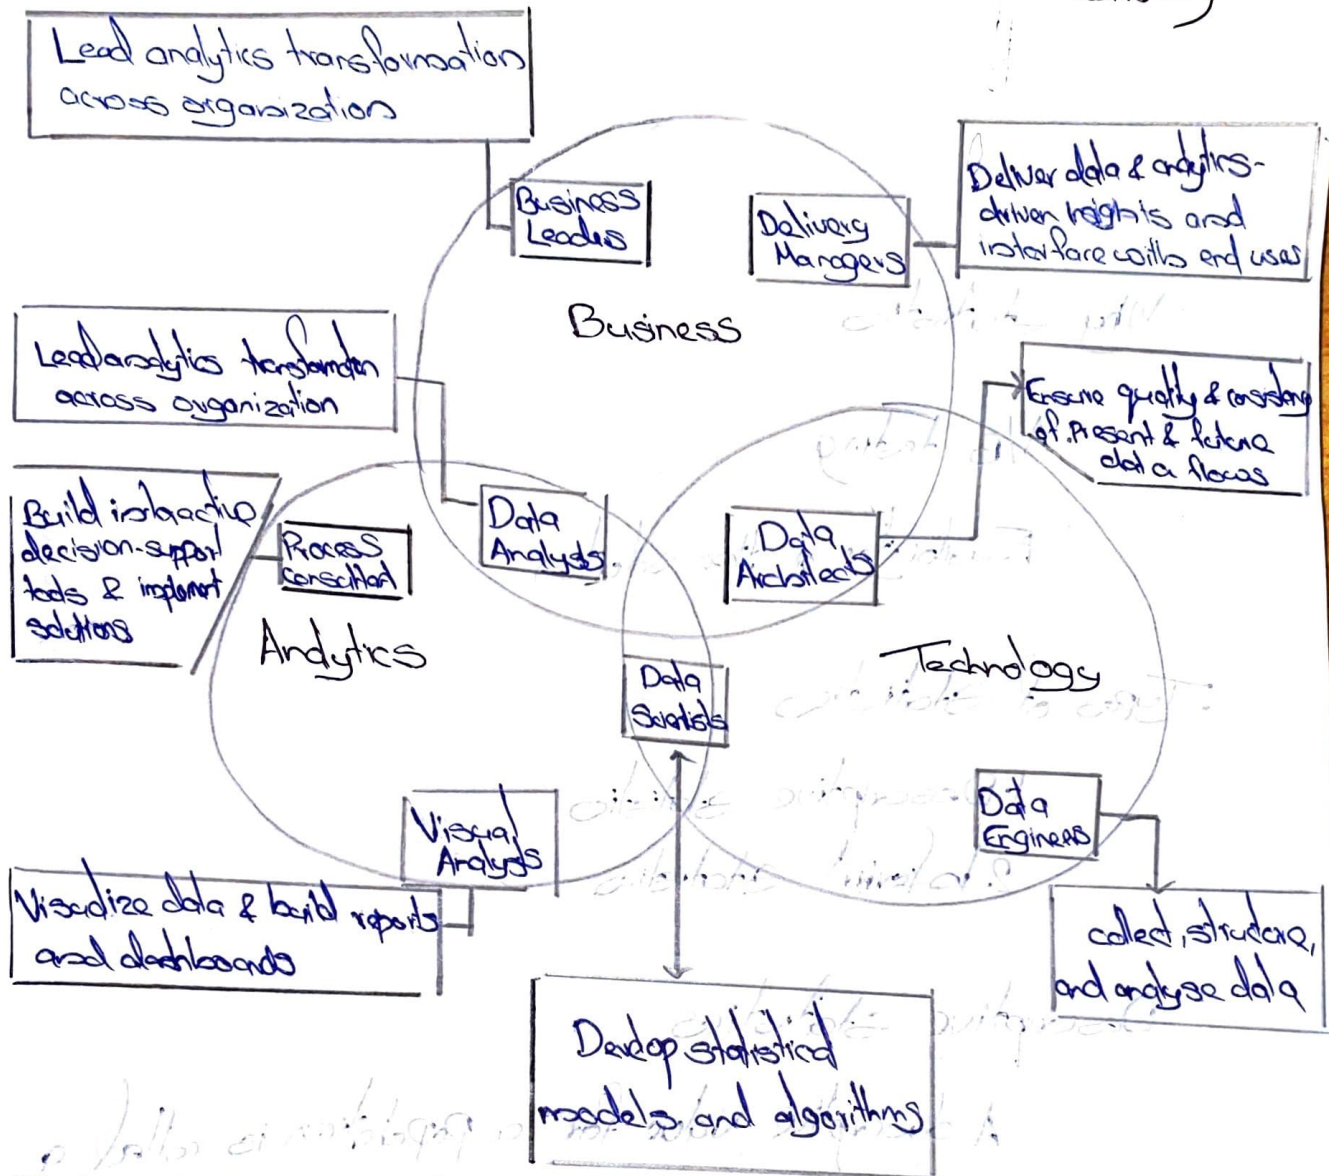 Lead analytics transformation
across organization
Business
Leaders
Delivery
Managers
Deliver data & analytics-
driven insights and
interface with end uses
Business
Lead analytics transformation
across organization
Ensure quality & consistency
of Present & future
data flows
Build interactive
decision-support
tools & implement
solutions
Process
Consultant
Data
Analysts
Data
Architects
Analytics
Technology
Data
Scientists
Visual
Analysts
Data
Engineers
Visualize data & build reports
and dashboards
collect, structure,
and analyse data
Develop statistical
models and algorithms